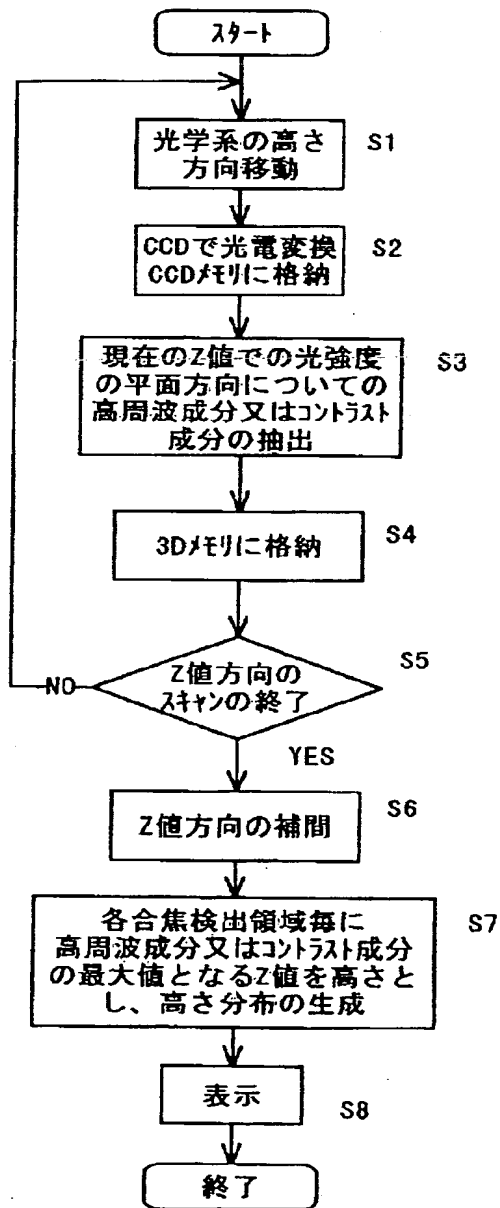 スタート
光学系の高さ
方向移動
S1
CCDで光電変換
CCDメモリに格納
S2
現在のZ値での光強度
の平面方向についての
高周波成分又はコントラスト
成分の抽出
S3
3Dメモリに格納
S4
Z値方向の
スキャンの終了
S5
NO
YES
Z値方向の補間
S6
各合焦検出領域毎に
高周波成分又はコントラスト成分
の最大値となるZ値を高さと
し、高さ分布の生成
S7
表示
S8
終了